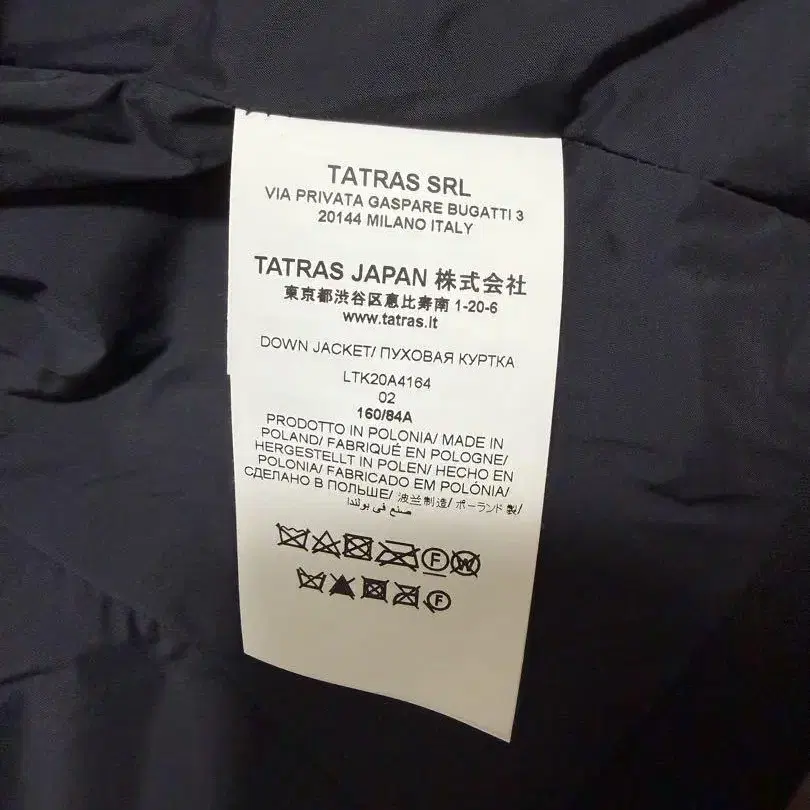 TATRAS SRL
VIA PRIVATA GASPARE BUGATTI 3
20144 MILANO ITALY
TATRAS JAPAN 株式会社
東京都渋谷区恵比寿南 1-20-6
www.tatras.it
DOWN JACKET/ ПУХОВАЯ КУРТКА
LTK20A4164
02
160/84A
PRODOTTO IN POLONIA/ MADE IN
POLAND/ FABRIQUÉ EN POLOGNE/
HERGESTELLT IN POLEN/ HECHO EN
POLONIA/ FABRICADO EM POLÓNIA/
СДЕЛАНО В ПОЛЬШЕ/ 波兰制造/ ポーランド製/
صنع في بولندا
F W
F